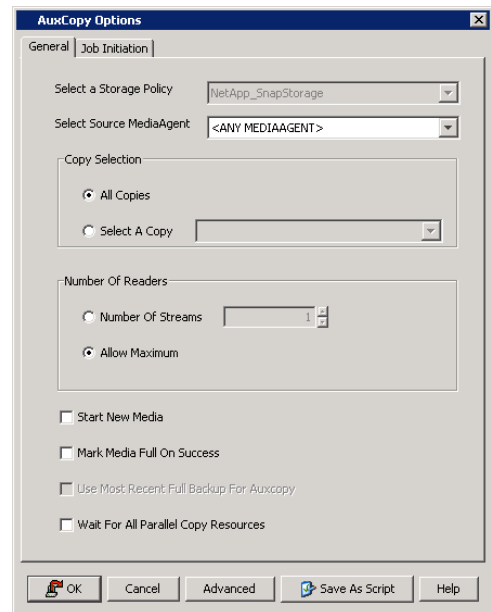 AuxCopy Options
General Job Initiation
Select a Storage Policy NetApp_SnapStorage
Select Source MediaAgent <ANY MEDIAAGENT>
Copy Selection
All Copies
Select A Copy
Number Of Readers
Number Of Streams 1
Allow Maximum
Start New Media
Mark Media Full On Success
Use Most Recent Full Backup For Auxcopy
Wait For All Parallel Copy Resources
OK Cancel Advanced Save As Script Help